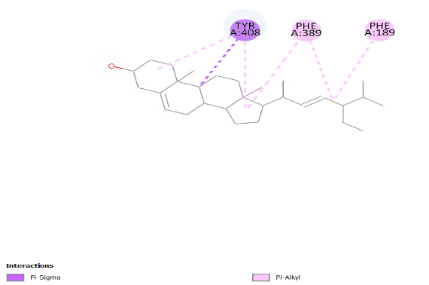 TYR
A:408
PHE
A:389
PHE
A:189
Interactions
Pi-Sigma
Pi-Alkyl